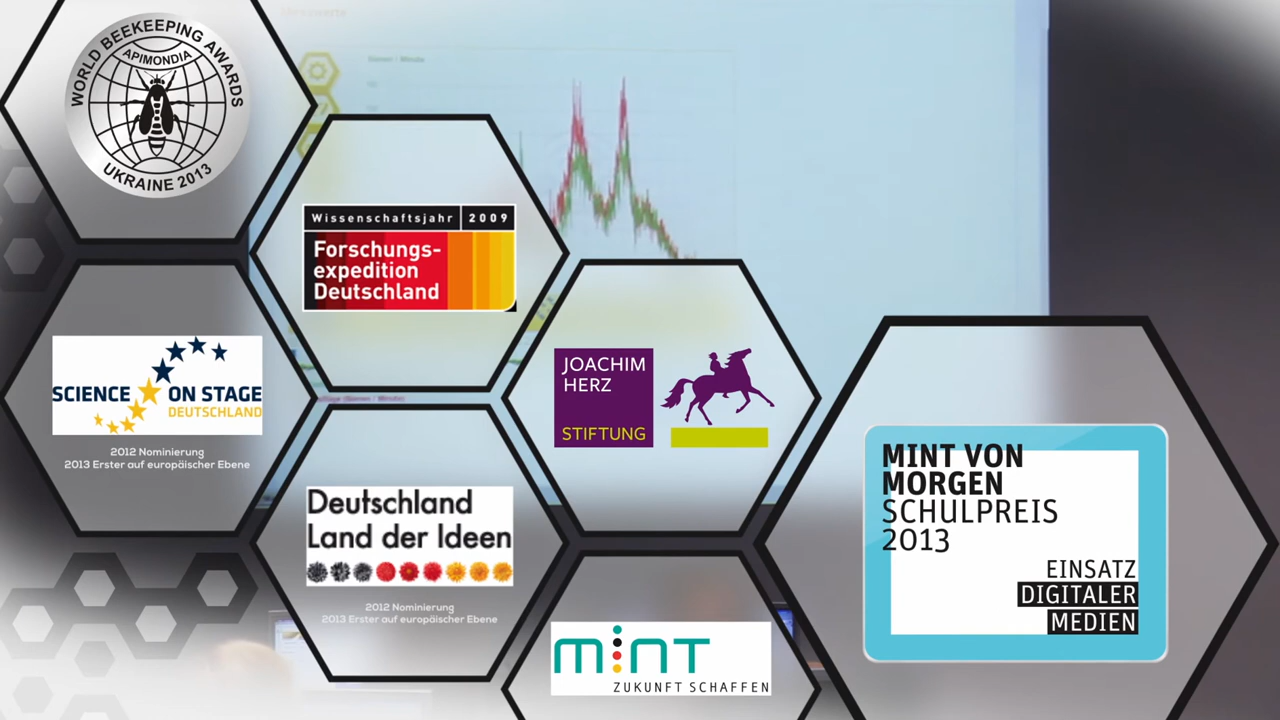 WORLD BEEKEEPING AWARDS
APIMONDIA
UKRAINE 2013
Wissenschaftsjahr 2009
Forschungs-
expedition
Deutschland
SCIENCE ON STAGE
DEUTSCHLAND
2012 Nominierung
2013 Erster auf europäischer Ebene
JOACHIM
HERZ
STIFTUNG
Deutschland
Land der Ideen
2012 Nominierung
2013 Erster auf europäischer Ebene
MINT VON
MORGEN
SCHULPREIS
2013
EINSATZ
DIGITALER
MEDIEN
mint
ZUKUNFT SCHAFFEN